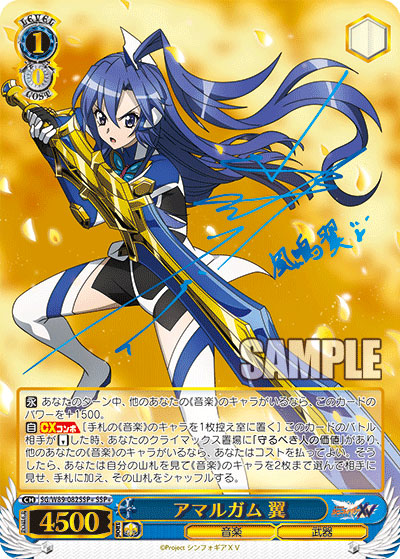 LEVEL
1
0
COST
風鳴翼
SAMPLE
永 あなたのターン中、他のあなたの《音楽》のキャラがいるなら、このカードの
パワーを+1500。
自 CXコンボ [手札の《音楽》のキャラを1枚控え室に置く] このカードのバトル
相手が した時、あなたのクライマックス置場に「守るべき人の価値」があり、
他のあなたの《音楽》のキャラがいるなら、あなたはコストを払ってよい。そう
したら、あなたは自分の山札を見て《音楽》のキャラを2枚まで選んで相手に見
せ、手札に加え、その山札をシャッフルする。
CH SG/W89-082SSP+ SSP+
4500
アマルガム 翼
音楽
武器
©Project シンフォギアXV